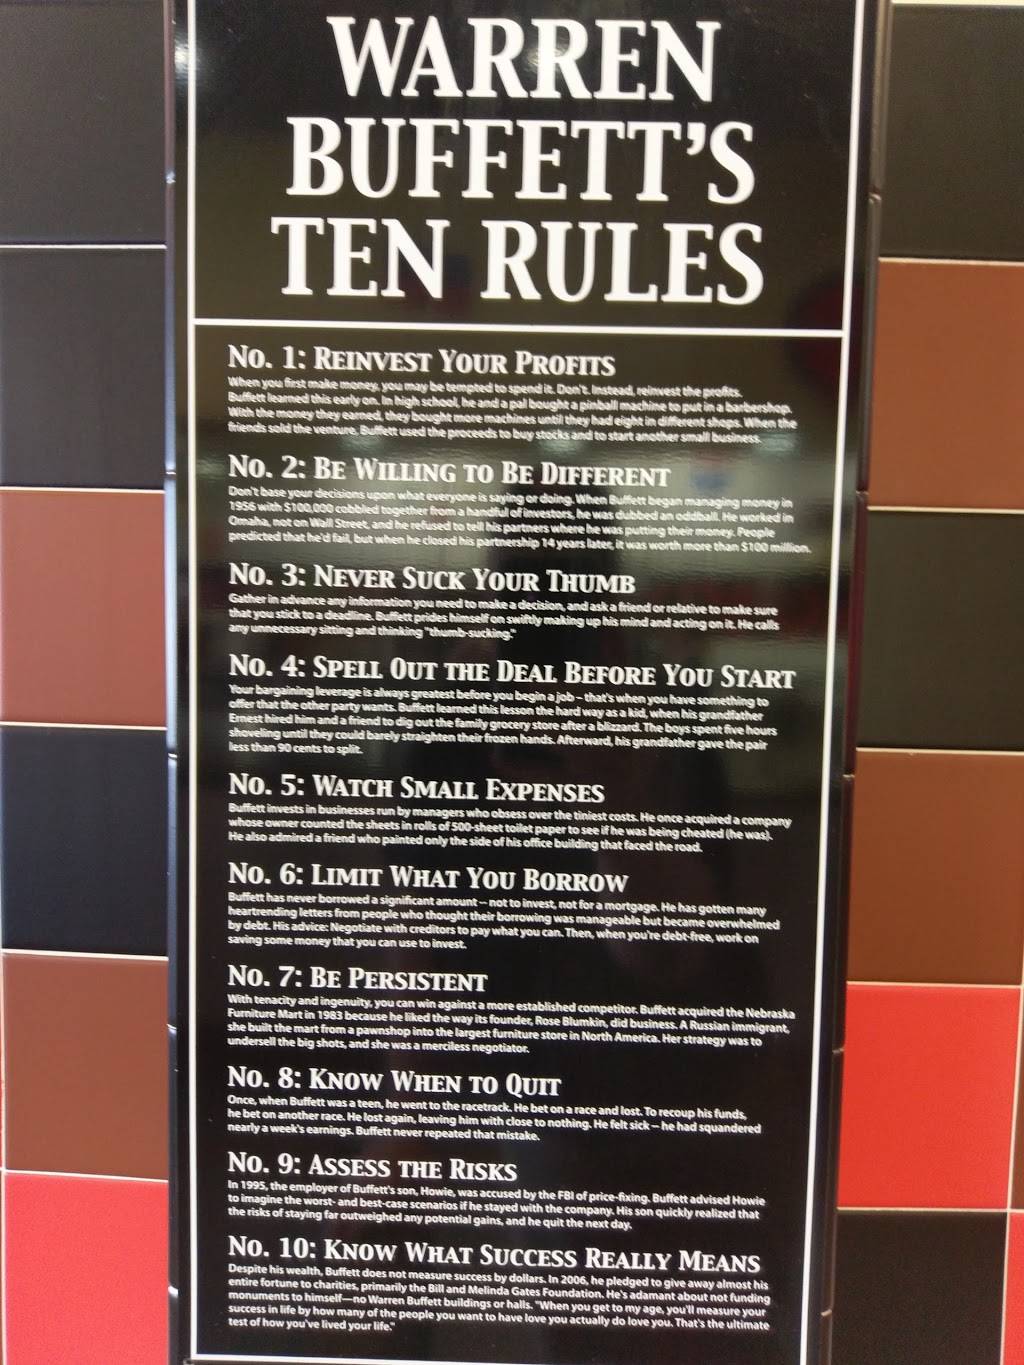 WARREN
BUFFETT'S
TEN RULES
No. 1: Reinvest Your Profits
When you first make money, you may be tempted to spend it. Don't. Instead, reinvest the profits.
Buffett learned this early on. In high school, he and a pal bought a pinball machine to put in a barbershop.
With the money they earned, they bought more machines until they had eight in different shops. When the
friends sold the venture, Buffett used the proceeds to buy stocks and to start another small business.
No. 2: Be Willing to Be Different
Don't base your decisions upon what everyone is saying or doing. When Buffett began managing money in
1956 with $100,000 cobbled together from a handful of investors, he was dubbed an oddball. He worked in
Omaha, not on Wall Street, and he refused to tell his partners where he was putting their money. People
predicted that he'd fail, but when he closed his partnership 14 years later, it was worth more than $100 million.
No. 3: Never Suck Your Thumb
Gather in advance any information you need to make a decision, and ask a friend or relative to make sure
that you stick to a deadline. Buffett prides himself on swiftly making up his mind and acting on it. He calls
any unnecessary sitting and thinking "thumb-sucking."
No. 4: Spell Out the Deal Before You Start
Your bargaining leverage is always greatest before you begin a job – that's when you have something to
offer that the other party wants. Buffett learned this lesson the hard way as a kid, when his grandfather
Ernest hired him and a friend to dig out the family grocery store after a blizzard. The boys spent five hours
shoveling until they could barely straighten their frozen hands. Afterward, his grandfather gave the pair
less than 90 cents to split.
No. 5: Watch Small Expenses
Buffett invests in businesses run by managers who obsess over the tiniest costs. He once acquired a company
whose owner counted the sheets in rolls of 500-sheet toilet paper to see if he was being cheated (he was).
He also admired a friend who painted only the side of his office building that faced the road.
No. 6: Limit What You Borrow
Buffett has never borrowed a significant amount – not to invest, not for a mortgage. He has gotten many
heartrending letters from people who thought their borrowing was manageable but became overwhelmed
by debt. His advice: Negotiate with creditors to pay what you can. Then, when you're debt-free, work on
saving some money that you can use to invest.
No. 7: Be Persistent
With tenacity and ingenuity, you can win against a more established competitor. Buffett acquired the Nebraska
Furniture Mart in 1983 because he liked the way its founder, Rose Blumkin, did business. A Russian immigrant,
she built the mart from a pawnshop into the largest furniture store in North America. Her strategy was to
undersell the big shots, and she was a merciless negotiator.
No. 8: Know When to Quit
Once, when Buffett was a teen, he went to the racetrack. He bet on a race and lost. To recoup his funds,
he bet on another race. He lost again, leaving him with close to nothing. He felt sick – he had squandered
nearly a week's earnings. Buffett never repeated that mistake.
No. 9: Assess the Risks
In 1995, the employer of Buffett's son, Howie, was accused by the FBI of price-fixing. Buffett advised Howie
to imagine the worst- and best-case scenarios if he stayed with the company. His son quickly realized that
the risks of staying far outweighed any potential gains, and he quit the next day.
No. 10: Know What Success Really Means
Despite his wealth, Buffett does not measure success by dollars. In 2006, he pledged to give away almost his
entire fortune to charities, primarily the Bill and Melinda Gates Foundation. He's adamant about not funding
monuments to himself—no Warren Buffett buildings or halls. "When you get to my age, you'll measure your
success in life by how many of the people you want to have love you actually do love you. That's the ultimate
test of how you've lived your life."